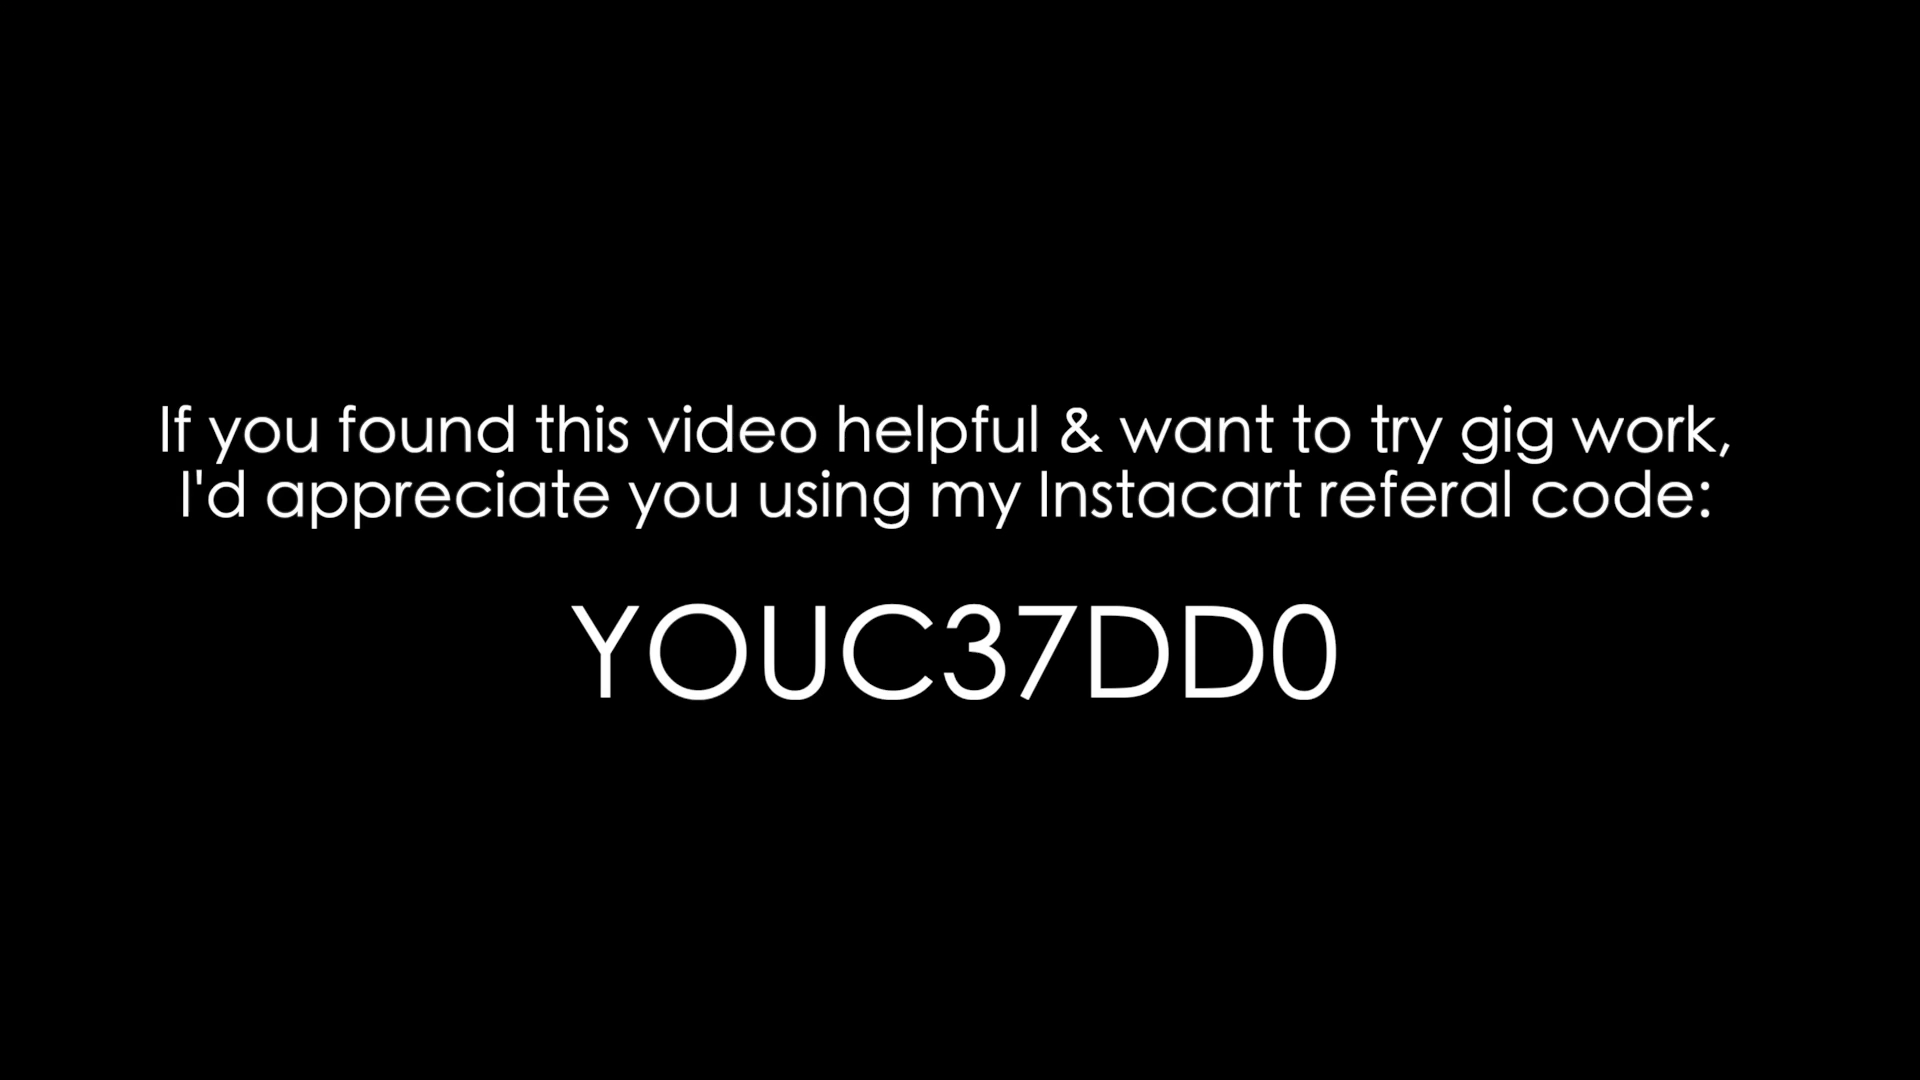 If you found this video helpful & want to try gig work,
I'd appreciate you using my Instacart referal code:
YOUC37DD0